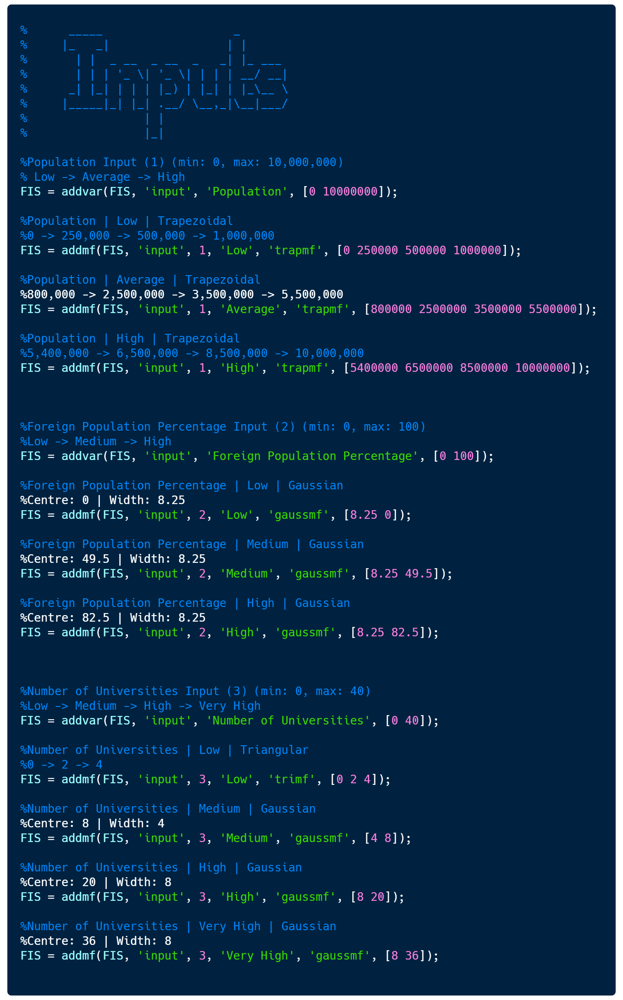 %      _____                   _
%     |_   _|                 | |
%       | |  _ __  _ __  _   _| |_ ___
%       | | | '_ \| '_ \| | | | __/ __|
%      _| |_| | | | |_) | |_| | |_\__ \
%     |_____|_| |_| .__/ \__,_|\__|___/
%                 | |
%                 |_|
%Population Input (1) (min: 0, max: 10,000,000)
% Low -> Average -> High
FIS = addvar(FIS, 'input', 'Population', [0 10000000]);
%Population | Low | Trapezoidal
%0 -> 250,000 -> 500,000 -> 1,000,000
FIS = addmf(FIS, 'input', 1, 'Low', 'trapmf', [0 250000 500000 1000000]);
%Population | Average | Trapezoidal
%800,000 -> 2,500,000 -> 3,500,000 -> 5,500,000
FIS = addmf(FIS, 'input', 1, 'Average', 'trapmf', [800000 2500000 3500000 5500000]);
%Population | High | Trapezoidal
%5,400,000 -> 6,500,000 -> 8,500,000 -> 10,000,000
FIS = addmf(FIS, 'input', 1, 'High', 'trapmf', [5400000 6500000 8500000 10000000]);
%Foreign Population Percentage Input (2) (min: 0, max: 100)
%Low -> Medium -> High
FIS = addvar(FIS, 'input', 'Foreign Population Percentage', [0 100]);
%Foreign Population Percentage | Low | Gaussian
%Centre: 0 | Width: 8.25
FIS = addmf(FIS, 'input', 2, 'Low', 'gaussmf', [8.25 0]);
%Foreign Population Percentage | Medium | Gaussian
%Centre: 49.5 | Width: 8.25
FIS = addmf(FIS, 'input', 2, 'Medium', 'gaussmf', [8.25 49.5]);
%Foreign Population Percentage | High | Gaussian
%Centre: 82.5 | Width: 8.25
FIS = addmf(FIS, 'input', 2, 'High', 'gaussmf', [8.25 82.5]);
%Number of Universities Input (3) (min: 0, max: 40)
%Low -> Medium -> High -> Very High
FIS = addvar(FIS, 'input', 'Number of Universities', [0 40]);
%Number of Universities | Low | Triangular
%0 -> 2 -> 4
FIS = addmf(FIS, 'input', 3, 'Low', 'trimf', [0 2 4]);
%Number of Universities | Medium | Gaussian
%Centre: 8 | Width: 4
FIS = addmf(FIS, 'input', 3, 'Medium', 'gaussmf', [4 8]);
%Number of Universities | High | Gaussian
%Centre: 20 | Width: 8
FIS = addmf(FIS, 'input', 3, 'High', 'gaussmf', [8 20]);
%Number of Universities | Very High | Gaussian
%Centre: 36 | Width: 8
FIS = addmf(FIS, 'input', 3, 'Very High', 'gaussmf', [8 36]);